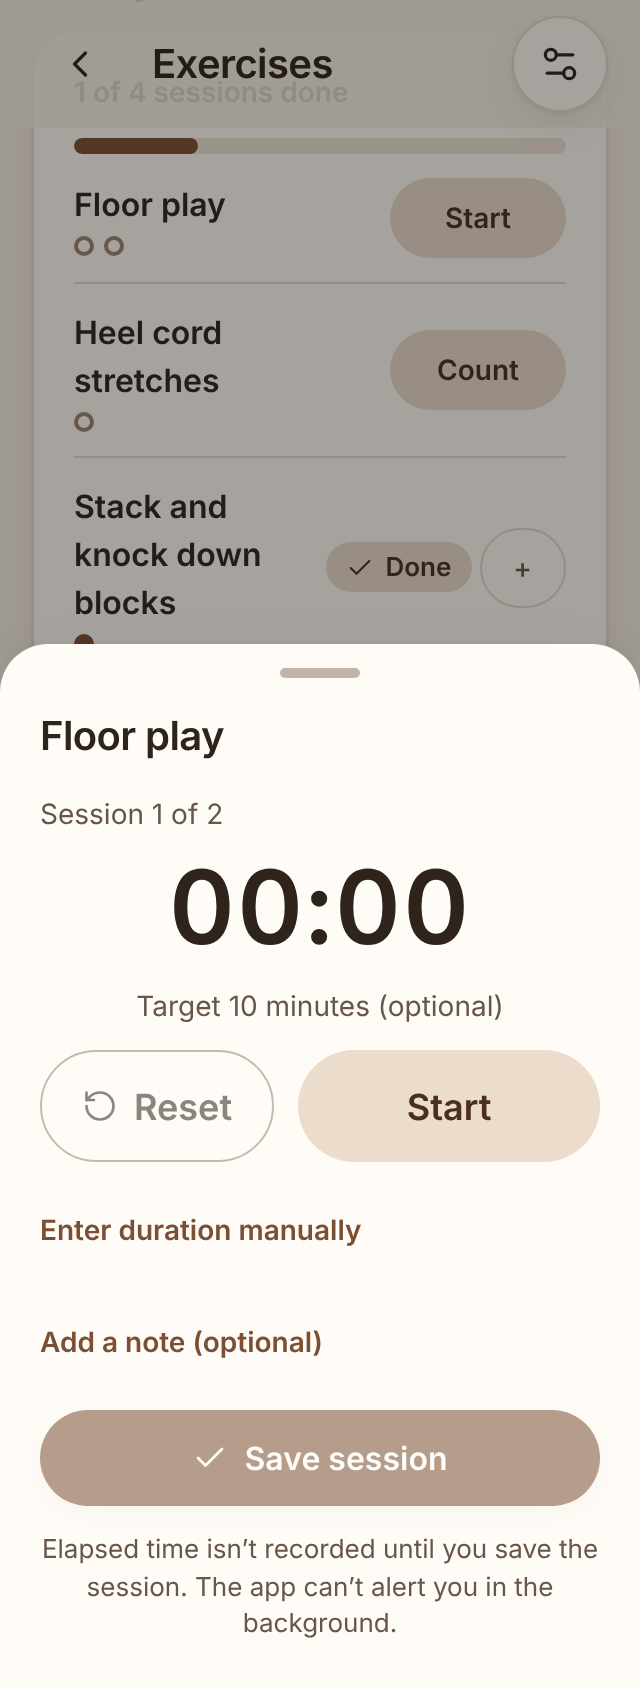 Exercises
1 of 4 sessions done
Floor play
Start
Heel cord
stretches
Count
Stack and
knock down
blocks
Done
+
Floor play
Session 1 of 2
00:00
Target 10 minutes (optional)
Reset
Start
Enter duration manually
Add a note (optional)
Save session
Elapsed time isn’t recorded until you save the
session. The app can’t alert you in the
background.